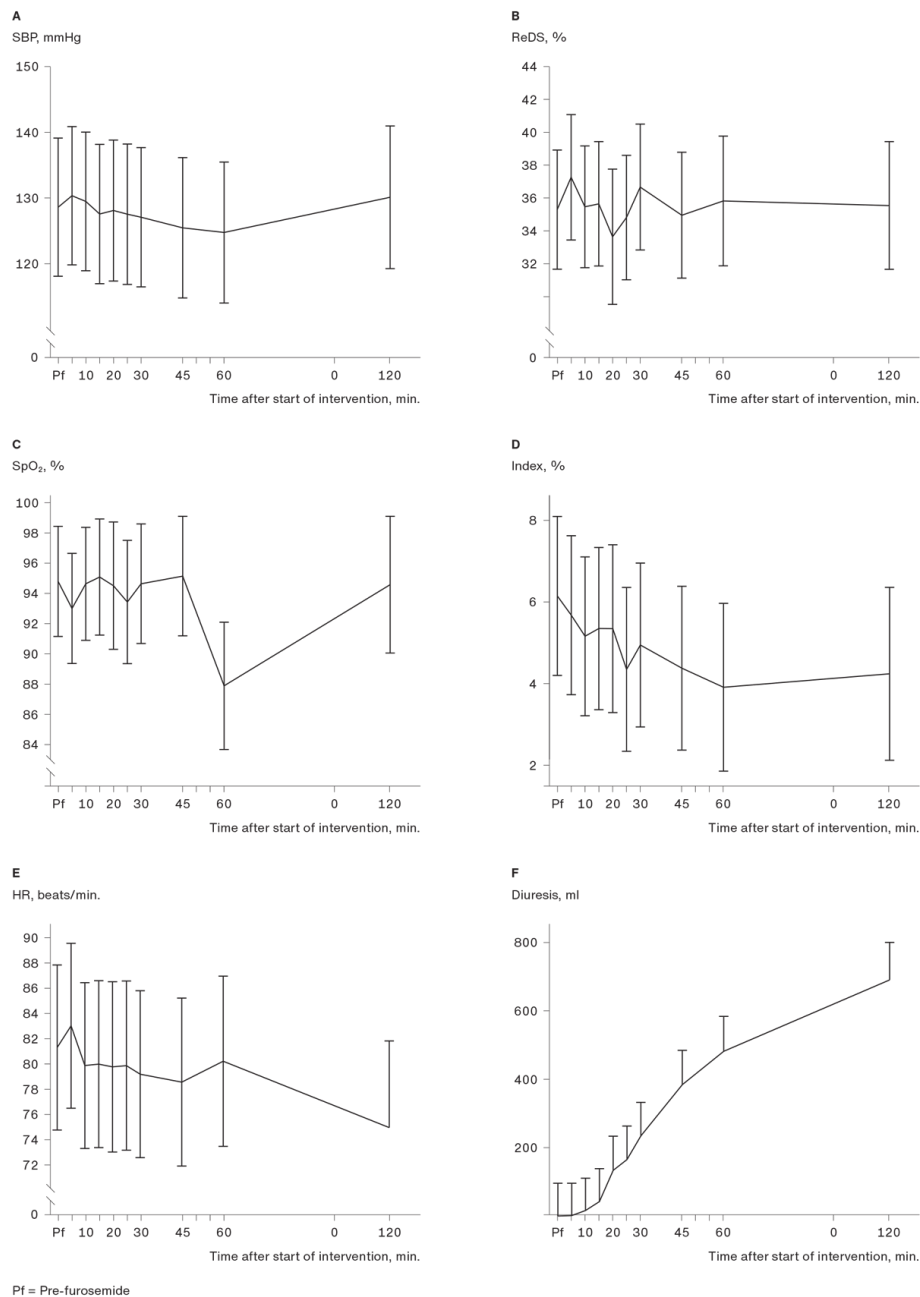 A
SBP, mmHg
150
140
130
120
0
Pf 10 20 30 45 60 0 120
Time after start of intervention, min.
B
ReDS, %
44
42
40
38
36
34
32
0
Pf 10 20 30 45 60 0 120
Time after start of intervention, min.
C
SpO₂, %
100
98
96
94
92
90
88
86
84
Pf 10 20 30 45 60 0 120
Time after start of intervention, min.
D
Index, %
8
6
4
2
Pf 10 20 30 45 60 0 120
Time after start of intervention, min.
E
HR, beats/min.
90
88
86
84
82
80
78
76
74
72
0
Pf 10 20 30 45 60 0 120
Time after start of intervention, min.
F
Diuresis, ml
800
600
400
200
Pf 10 20 30 45 60 0 120
Time after start of intervention, min.
Pf = Pre-furosemide